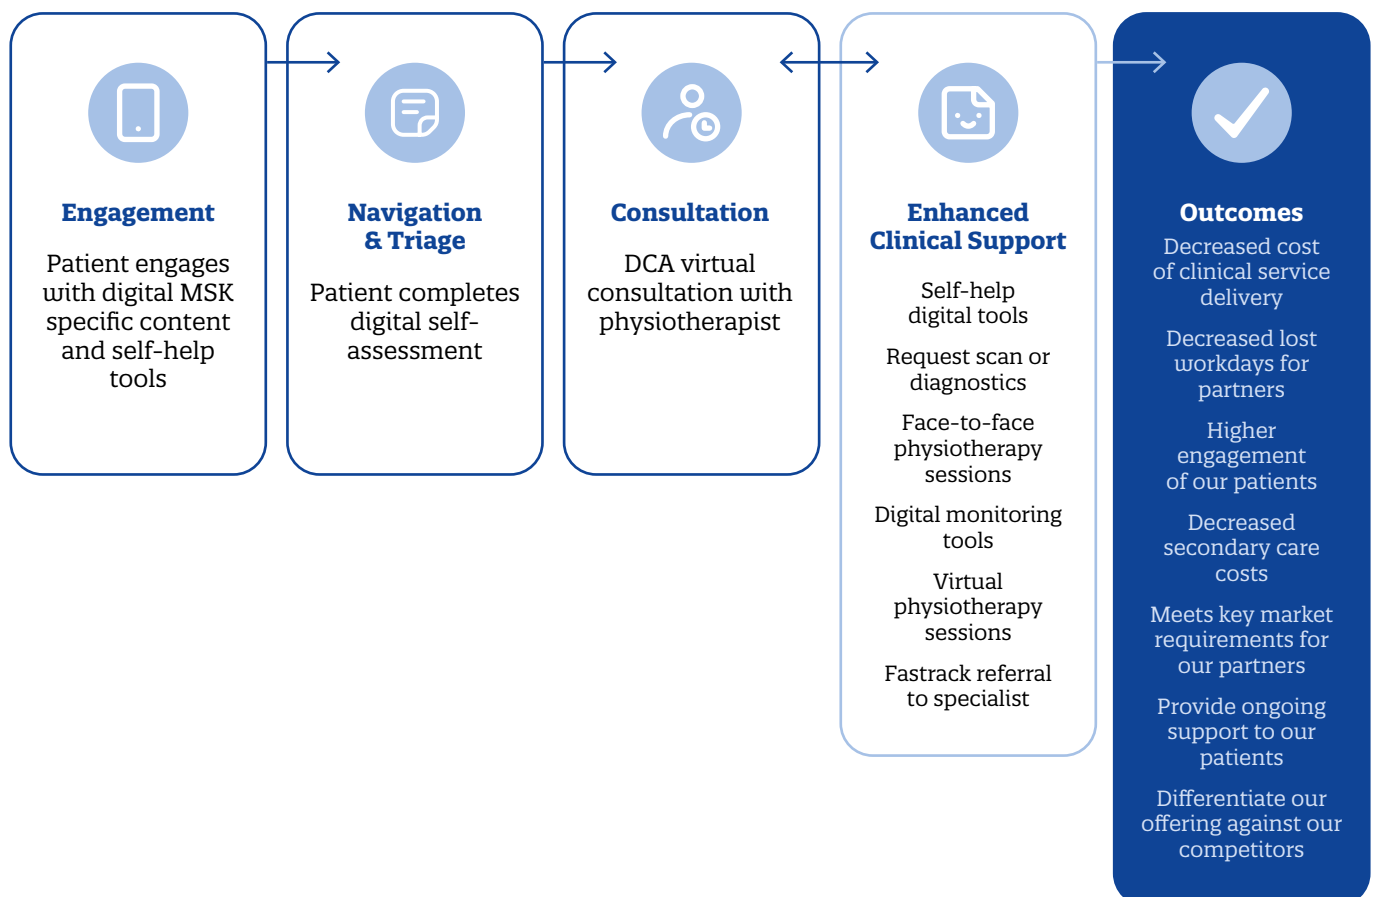 Engagement
Patient engages
with digital MSK
specific content
and self-help
tools
Navigation
& Triage
Patient completes
digital self-
assessment
Consultation
DCA virtual
consultation with
physiotherapist
Enhanced
Clinical Support
Self-help
digital tools
Request scan or
diagnostics
Face-to-face
physiotherapy
sessions
Digital monitoring
tools
Virtual
physiotherapy
sessions
Fastrack referral
to specialist
Outcomes
Decreased cost
of clinical service
delivery
Decreased lost
workdays for
partners
Higher
engagement
of our patients
Decreased
secondary care
costs
Meets key market
requirements for
our partners
Provide ongoing
support to our
patients
Differentiate our
offering against our
competitors